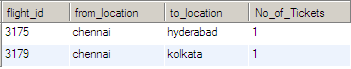 flight_id from_location to_location No_of_Tickets
3175 chennai hyderabad 1
3179 chennai kolkata 1